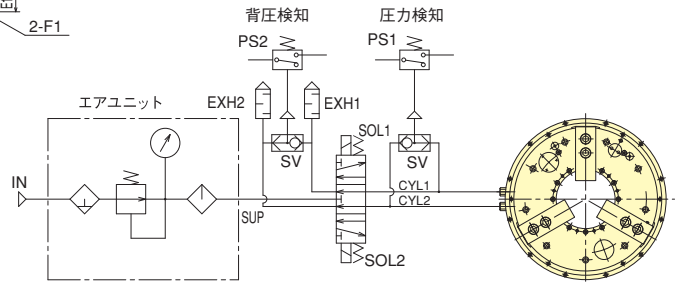 2-F1
背圧検知
圧力検知
PS2
PS1
エアユニット
EXH2
EXH1
SOL1
IN
SV
SV
CYL1
CYL2
SUP
SOL2